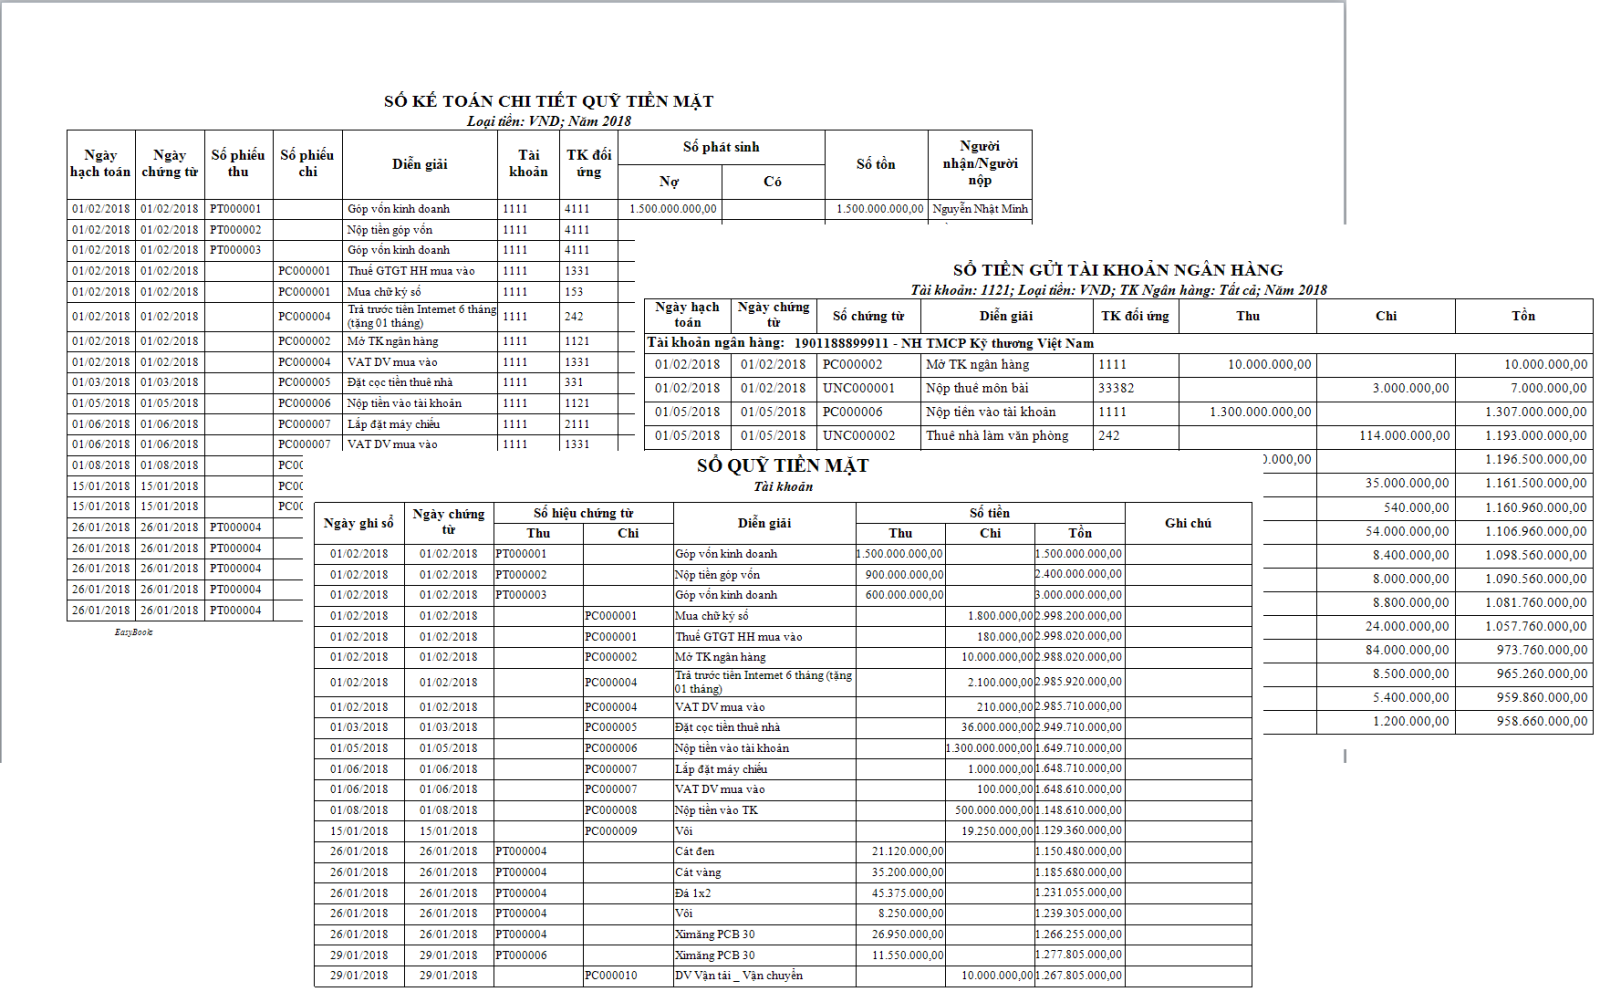 SỔ KẾ TOÁN CHI TIẾT QUỸ TIỀN MẶT
Loại tiền: VND; Năm 2018
Ngày hạch toán Ngày chứng từ Số phiếu thu Số phiếu chi Diễn giải Tài khoản TK đối ứng Số phát sinh Nợ Có Số tồn Người nhận/Người nộp
01/02/2018 01/02/2018 PT000001 Góp vốn kinh doanh 1111 4111 1.500.000.000,00 1.500.000.000,00 Nguyễn Nhật Minh
01/02/2018 01/02/2018 PT000002 Nộp tiền góp vốn 1111 4111
01/02/2018 01/02/2018 PT000003 Góp vốn kinh doanh 1111 4111
01/02/2018 01/02/2018 PC000001 Thuế GTGT HH mua vào 1111 1331
01/02/2018 01/02/2018 PC000001 Mua chữ ký số 1111 153
01/02/2018 01/02/2018 PC000004 Trả trước tiền Internet 6 tháng (tặng 01 tháng) 1111 242
01/02/2018 01/02/2018 PC000002 Mở TK ngân hàng 1111 1121
01/02/2018 01/02/2018 PC000004 VAT DV mua vào 1111 1331
01/03/2018 01/03/2018 PC000005 Đặt cọc tiền thuê nhà 1111 331
01/05/2018 01/05/2018 PC000006 Nộp tiền vào tài khoản 1111 1121
01/06/2018 01/06/2018 PC000007 Lắp đặt máy chiếu 1111 2111
01/06/2018 01/06/2018 PC000007 VAT DV mua vào 1111 1331
01/08/2018 01/08/2018 PC00
15/01/2018 15/01/2018 PC00
15/01/2018 15/01/2018 PC00
26/01/2018 26/01/2018 PT000004
26/01/2018 26/01/2018 PT000004
26/01/2018 26/01/2018 PT000004
26/01/2018 26/01/2018 PT000004
26/01/2018 26/01/2018 PT000004
EasyBooks
SỔ TIỀN GỬI TÀI KHOẢN NGÂN HÀNG
Tài khoản: 1121; Loại tiền: VND; TK Ngân hàng: Tất cả; Năm 2018
Ngày hạch toán Ngày chứng từ Số chứng từ Diễn giải TK đối ứng Thu Chi Tồn
Tài khoản ngân hàng: 1901188899911 - NH TMCP Kỹ thương Việt Nam
01/02/2018 01/02/2018 PC000002 Mở TK ngân hàng 1111 10.000.000,00 10.000.000,00
01/02/2018 01/02/2018 UNC000001 Nộp thuế môn bài 33382 3.000.000,00 7.000.000,00
01/05/2018 01/05/2018 PC000006 Nộp tiền vào tài khoản 1111 1.300.000.000,00 1.307.000.000,00
01/05/2018 01/05/2018 UNC000002 Thuê nhà làm văn phòng 242 114.000.000,00 1.193.000.000,00
0.000,00 1.196.500.000,00
35.000.000,00 1.161.500.000,00
540.000,00 1.160.960.000,00
54.000.000,00 1.106.960.000,00
8.400.000,00 1.098.560.000,00
8.000.000,00 1.090.560.000,00
8.800.000,00 1.081.760.000,00
24.000.000,00 1.057.760.000,00
84.000.000,00 973.760.000,00
8.500.000,00 965.260.000,00
5.400.000,00 959.860.000,00
1.200.000,00 958.660.000,00
SỔ QUỸ TIỀN MẶT
Tài khoản
Ngày ghi sổ Ngày chứng từ Số hiệu chứng từ Thu Chi Diễn giải Số tiền Thu Chi Tồn Ghi chú
01/02/2018 01/02/2018 PT000001 Góp vốn kinh doanh 1.500.000.000,00 1.500.000.000,00
01/02/2018 01/02/2018 PT000002 Nộp tiền góp vốn 900.000.000,00 2.400.000.000,00
01/02/2018 01/02/2018 PT000003 Góp vốn kinh doanh 600.000.000,00 3.000.000.000,00
01/02/2018 01/02/2018 PC000001 Mua chữ ký số 1.800.000,00 2.998.200.000,00
01/02/2018 01/02/2018 PC000001 Thuế GTGT HH mua vào 180.000,00 2.998.020.000,00
01/02/2018 01/02/2018 PC000002 Mở TK ngân hàng 10.000.000,00 2.988.020.000,00
01/02/2018 01/02/2018 PC000004 Trả trước tiền Internet 6 tháng (tặng 01 tháng) 2.100.000,00 2.985.920.000,00
01/02/2018 01/02/2018 PC000004 VAT DV mua vào 210.000,00 2.985.710.000,00
01/03/2018 01/03/2018 PC000005 Đặt cọc tiền thuê nhà 36.000.000,00 2.949.710.000,00
01/05/2018 01/05/2018 PC000006 Nộp tiền vào tài khoản 1.300.000.000,00 1.649.710.000,00
01/06/2018 01/06/2018 PC000007 Lắp đặt máy chiếu 1.000.000,00 1.648.710.000,00
01/06/2018 01/06/2018 PC000007 VAT DV mua vào 100.000,00 1.648.610.000,00
01/08/2018 01/08/2018 PC000008 Nộp tiền vào TK 500.000.000,00 1.148.610.000,00
15/01/2018 15/01/2018 PC000009 Vôi 19.250.000,00 1.129.360.000,00
26/01/2018 26/01/2018 PT000004 Cát đen 21.120.000,00 1.150.480.000,00
26/01/2018 26/01/2018 PT000004 Cát vàng 35.200.000,00 1.185.680.000,00
26/01/2018 26/01/2018 PT000004 Đá 1x2 45.375.000,00 1.231.055.000,00
26/01/2018 26/01/2018 PT000004 Vôi 8.250.000,00 1.239.305.000,00
26/01/2018 26/01/2018 PT000004 Ximăng PCB 30 26.950.000,00 1.266.255.000,00
29/01/2018 29/01/2018 PT000006 Ximăng PCB 30 11.550.000,00 1.277.805.000,00
29/01/2018 29/01/2018 PC000010 DV Vận tải _ Vận chuyển 10.000.000,00 1.267.805.000,00